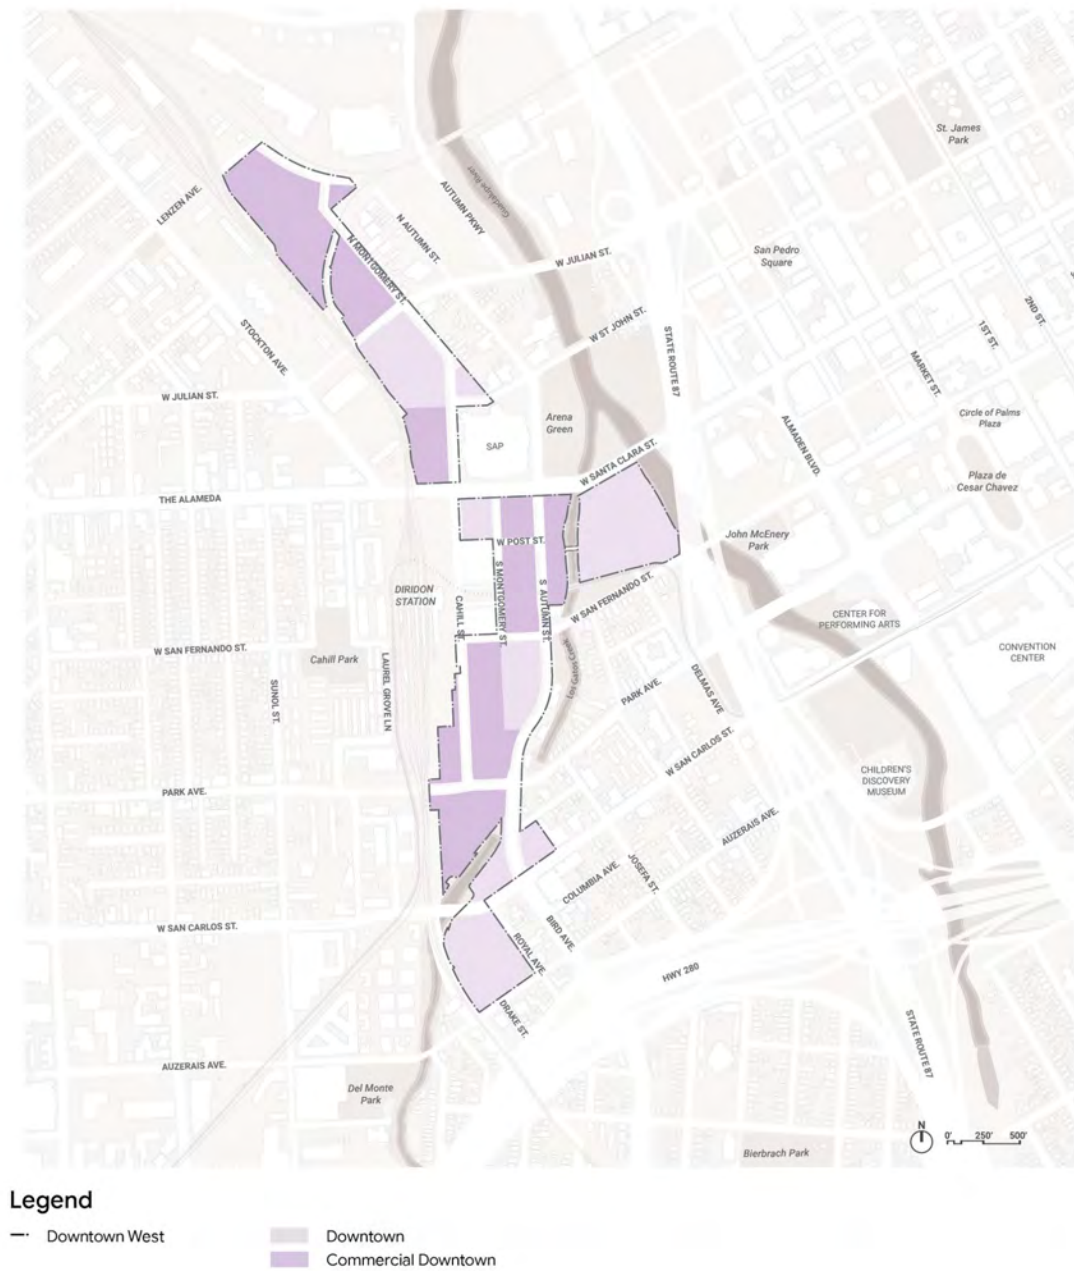 St. James
Park
Guadalupe River
AUTUMN PKWY
LENZEN AVE.
N AUTUMN ST.
N MONTGOMERY ST.
W JULIAN ST.
San Pedro
Square
2ND ST.
1ST ST.
W ST JOHN ST.
STOCKTON AVE.
STATE ROUTE 87
MARKET ST.
W JULIAN ST.
Arena
Green
Circle of Palms
Plaza
SAP
ALMADEN BLVD.
W SANTA CLARA ST.
Plaza de
Cesar Chavez
THE ALAMEDA
W POST ST.
John McEnery
Park
DIRIDON
STATION
S MONTGOMERY ST.
S AUTUMN ST.
CAHILL ST.
W SAN FERNANDO ST.
CENTER FOR
PERFORMING ARTS
W SAN FERNANDO ST.
Cahill Park
CONVENTION
CENTER
Los Gatos Creek
LAUREL GROVE LN
SUNOL ST.
PARK AVE.
DELMAS AVE
W SAN CARLOS ST.
CHILDREN'S
DISCOVERY
MUSEUM
PARK AVE.
AUZERAIS AVE.
COLUMBIA AVE.
JOSEFA ST.
W SAN CARLOS ST.
BIRD AVE.
ROYAL AVE.
HWY 280
DRAKE ST.
STATE ROUTE 87
AUZERAIS AVE.
Del Monte
Park
Bierbrach Park
N
0' 250' 500'
Legend
Downtown West
Downtown
Commercial Downtown